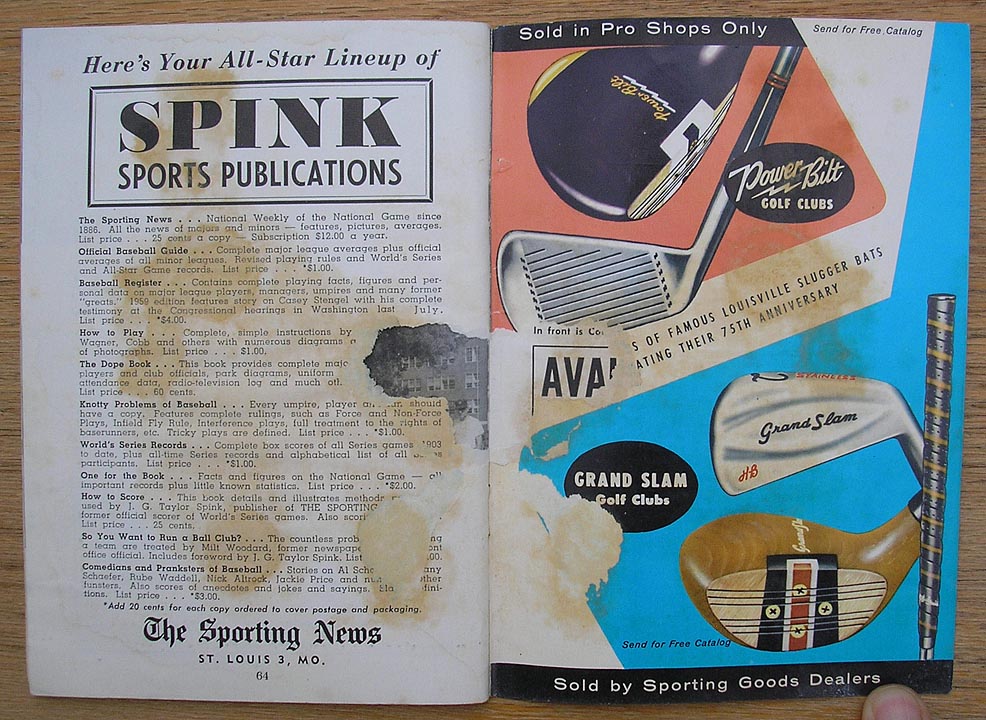 Here's Your All-Star Lineup of
SPINK
SPORTS PUBLICATIONS
The Sporting News . . . National Weekly of the National Game since
1886. All the news of majors and minors — features, pictures, averages.
List price . . . 25 cents a copy — Subscription $12.00 a year.
Official Baseball Guide . . . Complete major league averages plus official
averages of all minor leagues. Revised playing rules and World's Series
and All-Star Game records. List price . . . *$1.00.
Baseball Register . . . Contains complete playing facts, figures and per-
sonal data on major league players, managers, umpires and many former
"greats." 1959 edition features story on Casey Stengel with his complete
testimony at the Congressional hearings in Washington last July.
List price . . . *$4.00.
How to Play . . . Complete, simple instructions by
Wagner, Cobb and others with numerous diagrams a
of photographs. List price . . . $1.00.
The Dope Book . . . This book provides complete majo
players and club officials, park diagrams, uniform
attendance data, radio-television log and much oth
List price . . . 60 cents.
Knotty Problems of Baseball . . . Every umpire, player an should
have a copy. Features complete rulings, such as Force and Non-Force
Plays, Infield Fly Rule, Interference plays, full treatment to the rights of
baserunners, etc. Tricky plays are defined. List price . . . *$1.00.
World's Series Records . . . Complete box scores of all Series games 1903
to date, plus all-time Series records and alphabetical list of all
participants. List price . . . *$1.00.
One for the Book . . . Facts and figures on the National Game — all
important records plus little known statistics. List price . . . *$2.00.
How to Score . . . This book details and illustrates methods
used by J. G. Taylor Spink, publisher of THE SPORTING
former official scorer of World's Series games. Also scori
List price . . . 25 cents.
So You Want to Run a Ball Club? . . . The countless prob ng
a team are treated by Milt Woodard, former newspape ont
office official. Includes foreword by J. G. Taylor Spink. List .00.
Comedians and Pranksters of Baseball . . . Stories on Al Scha any
Schaefer, Rube Waddell, Nick Altrock, Jackie Price and other
funsters. Also scores of anecdotes and jokes and sayings. fini-
tions. List price . . . *$3.00.
*Add 20 cents for each copy ordered to cover postage and packaging.
The Sporting News
ST. LOUIS 3, MO.
64
Sold in Pro Shops Only
Send for Free Catalog
PowerBilt
Power Bilt
GOLF CLUBS
In front is Co
S OF FAMOUS LOUISVILLE SLUGGER BATS
ATING THEIR 75TH ANNIVERSARY
AVA
2
STAINLESS
Grand Slam
HB
GRAND SLAM
Golf Clubs
Send for Free Catalog
Sold by Sporting Goods Dealers